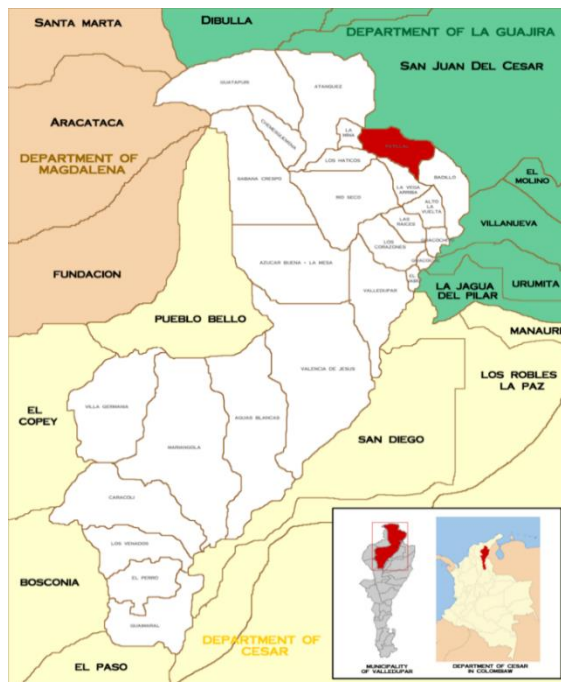 SANTA MARTA
DIBULLA
DEPARTMENT OF LA GUAJIRA
SAN JUAN DEL CESAR
GUATAPURI
ATANQUEZ
ARACATACA
CHEMESQUEMENA
LA MINA
DEPARTMENT OF
MAGDALENA
LOS HATICOS
SABANA CRESPO
BADILLO
EL
MOLINO
LA VEGA
ARRIBA
RIO SECO
ALTO
LA
VUELTA
LAS
RAICES
VILLANUEVA
LOS
CORAZONES
FUNDACION
AZUCAR BUENA - LA MESA
EL
VALLEDUPAR
LA JAGUA
DEL PILAR
URUMITA
PUEBLO BELLO
MANAURE
VALENCIA DE JESUS
LOS ROBLES
LA PAZ
EL
COPEY
VILLA GERMANIA
AGUAS BLANCAS
MARIANGOLA
SAN DIEGO
CARACOLI
LOS VENADOS
BOSCONIA
EL PERRO
GUAIMARAL
DEPARTMENT OF
CESAR
EL PASO
MUNICIPALITY
OF VALLEDUPAR
DEPARTMENT OF CESAR
IN COLOMBIAW